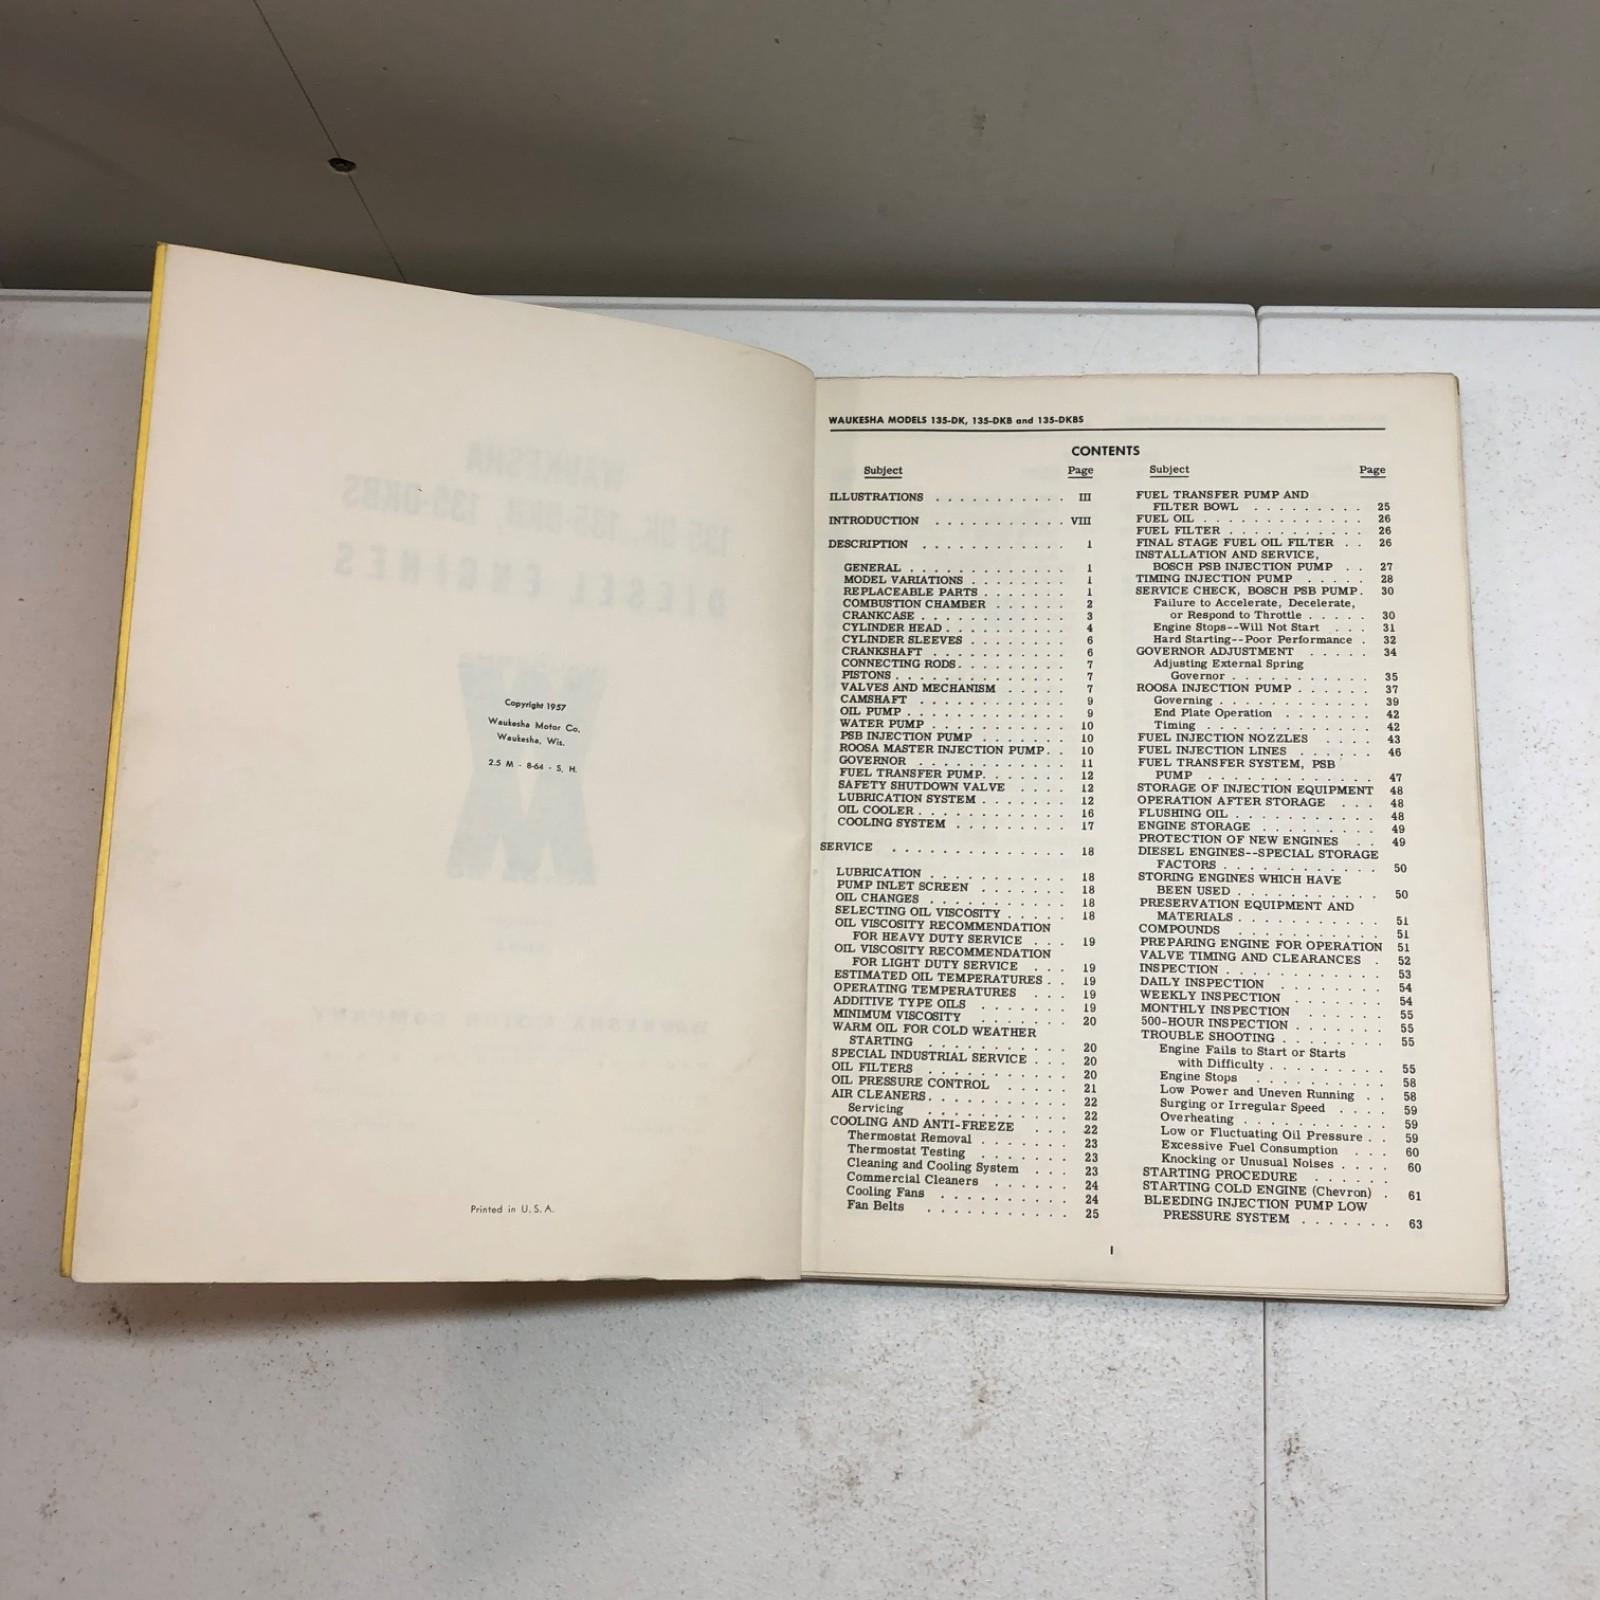 Copyright 1957
Waukesha Motor Co.
Waukesha, Wis.
2.5 M - 8-64 - S. H.
Printed in U. S. A.
WAUKESHA MODELS 135-DK, 135-DKB and 135-DKBS
CONTENTS
Subject Page
ILLUSTRATIONS . . . . . . . . . . . III
INTRODUCTION . . . . . . . . . . . VIII
DESCRIPTION . . . . . . . . . . . . 1
GENERAL . . . . . . . . . . . . . 1
MODEL VARIATIONS . . . . . . . . 1
REPLACEABLE PARTS . . . . . . . 1
COMBUSTION CHAMBER . . . . . . 2
CRANKCASE . . . . . . . . . . . . 3
CYLINDER HEAD . . . . . . . . . . 4
CYLINDER SLEEVES . . . . . . . . 6
CRANKSHAFT . . . . . . . . . . . 6
CONNECTING RODS . . . . . . . . . 7
PISTONS . . . . . . . . . . . . . . 7
VALVES AND MECHANISM . . . . . 7
CAMSHAFT . . . . . . . . . . . . 9
OIL PUMP . . . . . . . . . . . . . 9
WATER PUMP . . . . . . . . . . . 10
PSB INJECTION PUMP . . . . . . . 10
ROOSA MASTER INJECTION PUMP . . 10
GOVERNOR . . . . . . . . . . . . 11
FUEL TRANSFER PUMP . . . . . . . 12
SAFETY SHUTDOWN VALVE . . . . 12
LUBRICATION SYSTEM . . . . . . . 12
OIL COOLER . . . . . . . . . . . . 16
COOLING SYSTEM . . . . . . . . . 17
SERVICE . . . . . . . . . . . . . . 18
LUBRICATION . . . . . . . . . . . 18
PUMP INLET SCREEN . . . . . . . 18
OIL CHANGES . . . . . . . . . . . 18
SELECTING OIL VISCOSITY . . . . . 18
OIL VISCOSITY RECOMMENDATION
FOR HEAVY DUTY SERVICE . . . 19
OIL VISCOSITY RECOMMENDATION
FOR LIGHT DUTY SERVICE . . . 19
ESTIMATED OIL TEMPERATURES . . 19
OPERATING TEMPERATURES . . . 19
ADDITIVE TYPE OILS . . . . . . . 19
MINIMUM VISCOSITY . . . . . . . 20
WARM OIL FOR COLD WEATHER
STARTING . . . . . . . . . . . 20
SPECIAL INDUSTRIAL SERVICE . . . 20
OIL FILTERS . . . . . . . . . . . 20
OIL PRESSURE CONTROL . . . . . 21
AIR CLEANERS . . . . . . . . . . . 22
Servicing . . . . . . . . . . . 22
COOLING AND ANTI-FREEZE . . . 22
Thermostat Removal . . . . . . . 23
Thermostat Testing . . . . . . . 23
Cleaning and Cooling System . . . 23
Commercial Cleaners . . . . . . 24
Cooling Fans . . . . . . . . . . 24
Fan Belts . . . . . . . . . . . 25
Subject Page
FUEL TRANSFER PUMP AND
FILTER BOWL . . . . . . . . . 25
FUEL OIL . . . . . . . . . . . . . 26
FUEL FILTER . . . . . . . . . . . 26
FINAL STAGE FUEL OIL FILTER . . 26
INSTALLATION AND SERVICE,
BOSCH PSB INJECTION PUMP . . 27
TIMING INJECTION PUMP . . . . . 28
SERVICE CHECK, BOSCH PSB PUMP . 30
Failure to Accelerate, Decelerate,
or Respond to Throttle . . . . . 30
Engine Stops--Will Not Start . . . 31
Hard Starting--Poor Performance . 32
GOVERNOR ADJUSTMENT . . . . . 34
Adjusting External Spring
Governor . . . . . . . . . . . 35
ROOSA INJECTION PUMP . . . . . . 37
Governing . . . . . . . . . . . . 39
End Plate Operation . . . . . . . 42
Timing . . . . . . . . . . . . . 42
FUEL INJECTION NOZZLES . . . . 43
FUEL INJECTION LINES . . . . . . 46
FUEL TRANSFER SYSTEM, PSB
PUMP . . . . . . . . . . . . . 47
STORAGE OF INJECTION EQUIPMENT 48
OPERATION AFTER STORAGE . . . 48
FLUSHING OIL . . . . . . . . . . . 48
ENGINE STORAGE . . . . . . . . . 49
PROTECTION OF NEW ENGINES . . 49
DIESEL ENGINES--SPECIAL STORAGE
FACTORS . . . . . . . . . . . . 50
STORING ENGINES WHICH HAVE
BEEN USED . . . . . . . . . . . 50
PRESERVATION EQUIPMENT AND
MATERIALS . . . . . . . . . . . 51
COMPOUNDS . . . . . . . . . . . 51
PREPARING ENGINE FOR OPERATION 51
VALVE TIMING AND CLEARANCES . 52
INSPECTION . . . . . . . . . . . . 53
DAILY INSPECTION . . . . . . . . 54
WEEKLY INSPECTION . . . . . . . 54
MONTHLY INSPECTION . . . . . . 55
500-HOUR INSPECTION . . . . . . . 55
TROUBLE SHOOTING . . . . . . . . 55
Engine Fails to Start or Starts
with Difficulty . . . . . . . . . 55
Engine Stops . . . . . . . . . . 58
Low Power and Uneven Running . . 58
Surging or Irregular Speed . . . . 59
Overheating . . . . . . . . . . . 59
Low or Fluctuating Oil Pressure . . 59
Excessive Fuel Consumption . . . 60
Knocking or Unusual Noises . . . . 60
STARTING PROCEDURE . . . . . .
STARTING COLD ENGINE (Chevron) . 61
BLEEDING INJECTION PUMP LOW
PRESSURE SYSTEM . . . . . . . 63
I